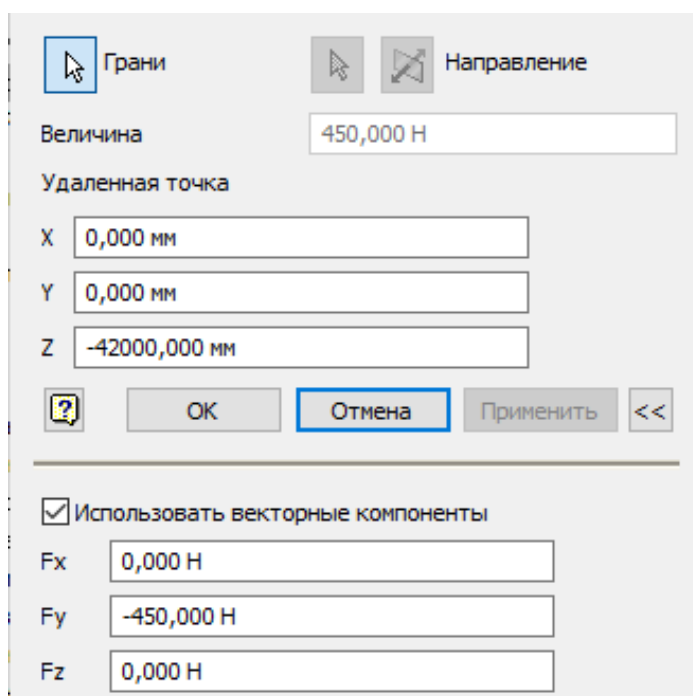 Грани Направление
Величина 450,000 Н
Удаленная точка
X 0,000 мм
Y 0,000 мм
Z -42000,000 мм
? ОК Отмена Применить <<
Использовать векторные компоненты
Fx 0,000 Н
Fy -450,000 Н
Fz 0,000 Н